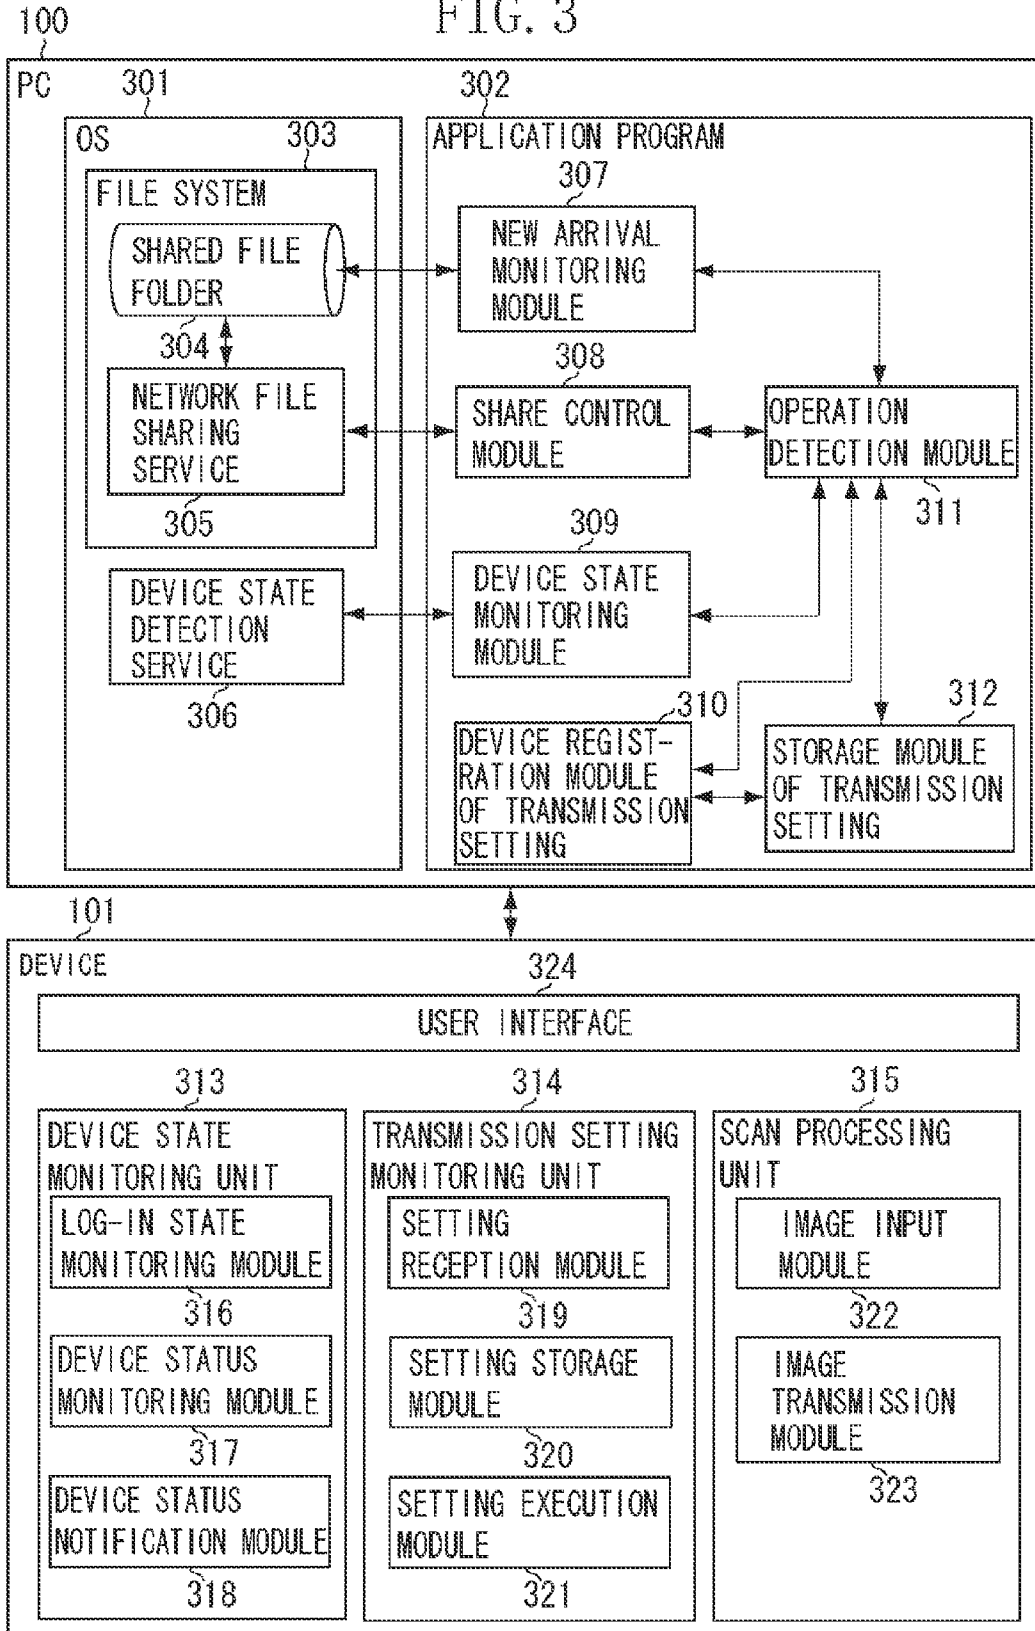 FIG. 3
100
PC
301
OS
303
FILE SYSTEM
SHARED FILE
FOLDER
304
NETWORK FILE
SHARING
SERVICE
305
DEVICE STATE
DETECTION
SERVICE
306
302
APPLICATION PROGRAM
307
NEW ARRIVAL
MONITORING
MODULE
308
SHARE CONTROL
MODULE
OPERATION
DETECTION MODULE
311
309
DEVICE STATE
MONITORING
MODULE
310
DEVICE REGIST-
RATION MODULE
OF TRANSMISSION
SETTING
312
STORAGE MODULE
OF TRANSMISSION
SETTING
101
DEVICE
324
USER INTERFACE
313
DEVICE STATE
MONITORING UNIT
LOG-IN STATE
MONITORING MODULE
316
DEVICE STATUS
MONITORING MODULE
317
DEVICE STATUS
NOTIFICATION MODULE
318
314
TRANSMISSION SETTING
MONITORING UNIT
SETTING
RECEPTION MODULE
319
SETTING STORAGE
MODULE
320
SETTING EXECUTION
MODULE
321
315
SCAN PROCESSING
UNIT
IMAGE INPUT
MODULE
322
IMAGE
TRANSMISSION
MODULE
323